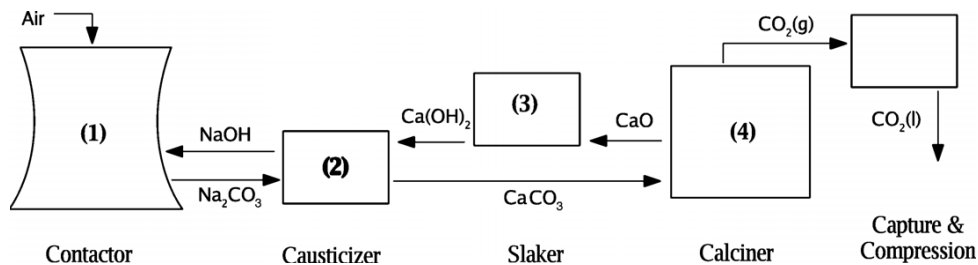 Air
CO₂(g)
(1)
NaOH
Na₂CO₃
(2)
Ca(OH)₂
(3)
CaO
CaCO₃
(4)
CO₂(l)
Contactor
Causticizer
Slaker
Calciner
Capture &
Compression